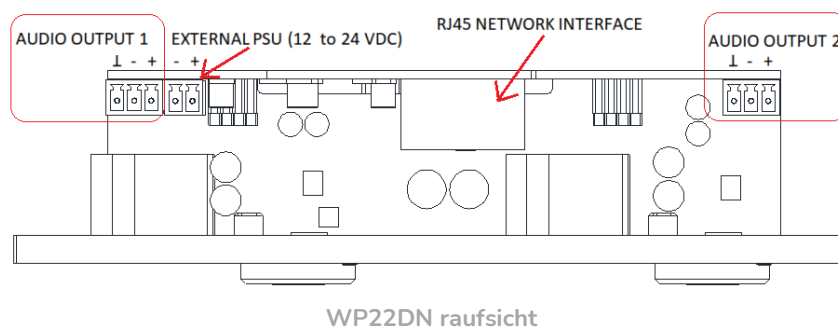 RJ45 NETWORK INTERFACE
AUDIO OUTPUT 1
EXTERNAL PSU (12 to 24 VDC)
AUDIO OUTPUT 2
⊥ - +
- +
⊥ - +
WP22DN raufsicht